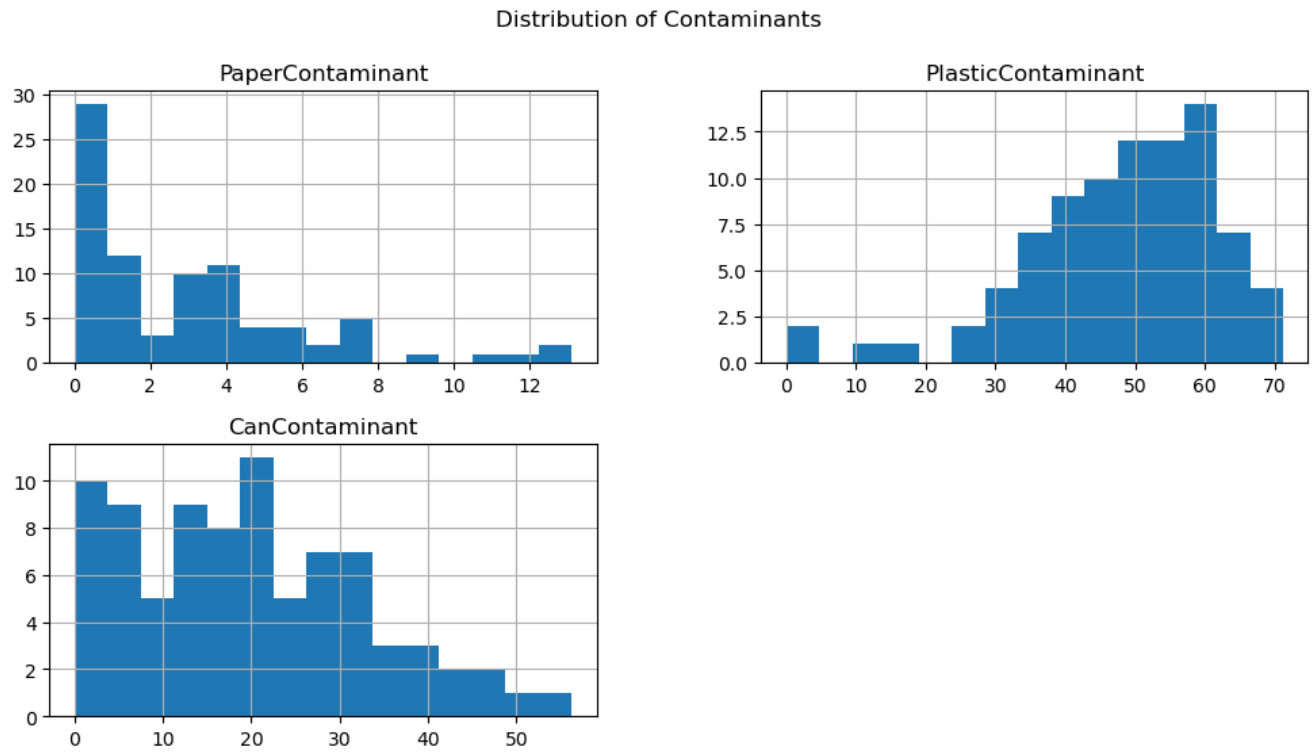 Distribution of Contaminants
PaperContaminant
30
25
20
15
10
5
0
0 2 4 6 8 10 12
PlasticContaminant
12.5
10.0
7.5
5.0
2.5
0.0
0 10 20 30 40 50 60 70
CanContaminant
10
8
6
4
2
0
0 10 20 30 40 50